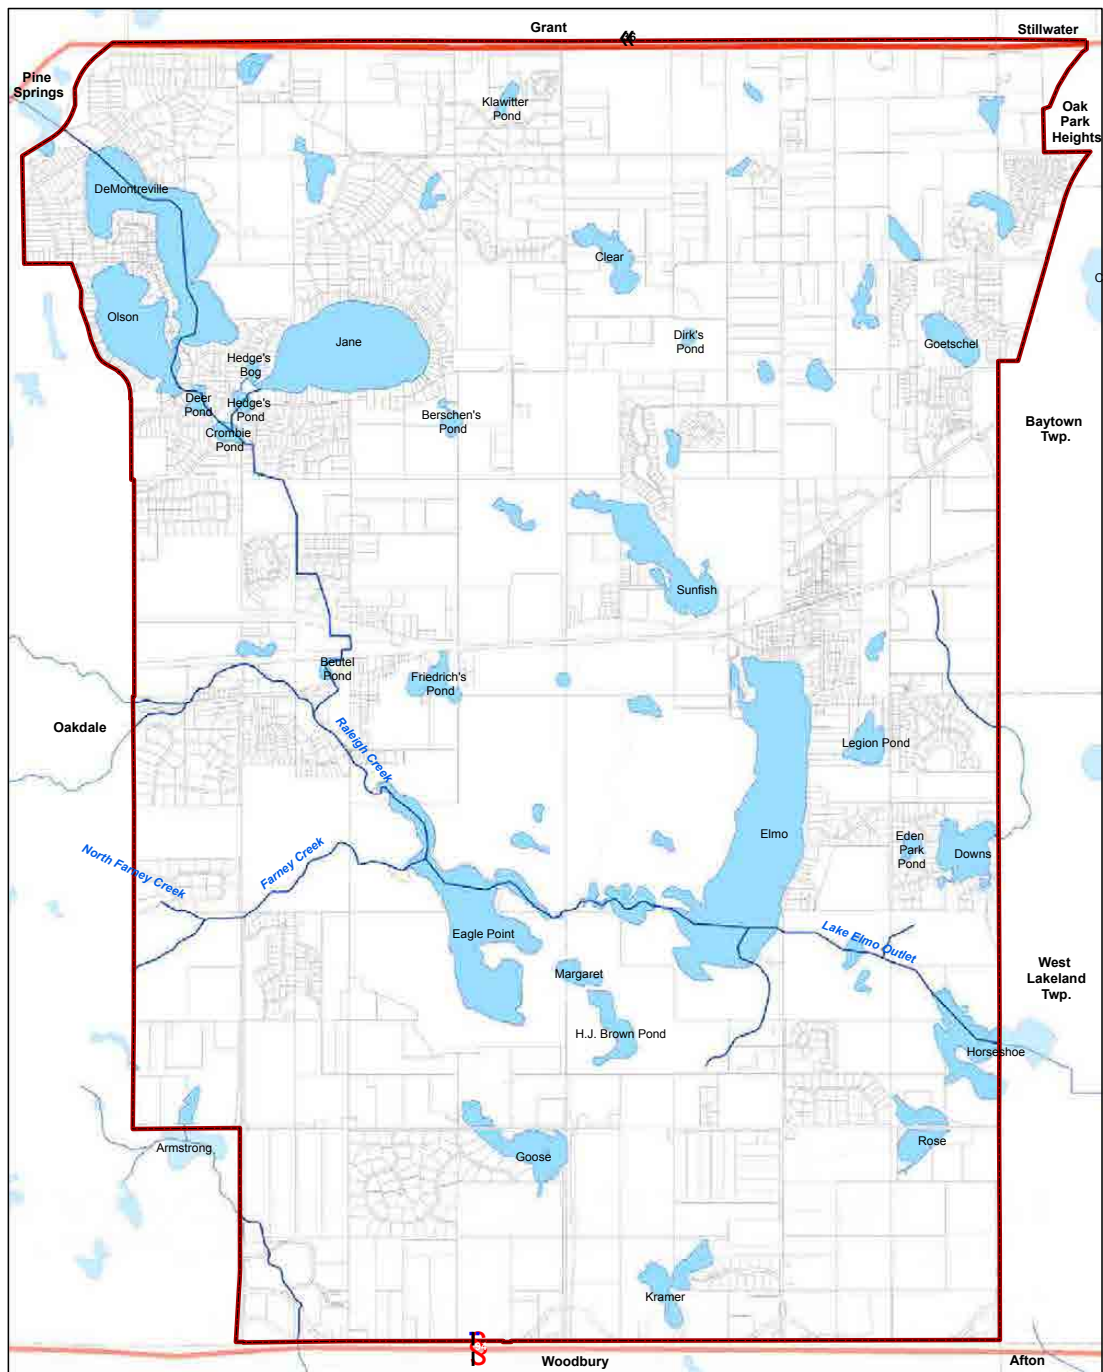 Grant
Stillwater
Pine
Springs
Klawitter
Pond
Oak
Park
Heights
DeMontreville
Clear
Olson
Jane
Dirk's
Pond
Goetschel
Hedge's
Bog
Deer
Pond
Hedge's
Pond
Crombie
Pond
Berschen's
Pond
Baytown
Twp.
Sunfish
Beutel
Pond
Friedrich's
Pond
Oakdale
Raleigh Creek
Legion Pond
Elmo
Eden
Park
Pond
Downs
North Farney Creek
Farney Creek
Eagle Point
Lake Elmo Outlet
Margaret
West
Lakeland
Twp.
H.J. Brown Pond
Horseshoe
Armstrong
Goose
Rose
Kramer
Woodbury
Afton